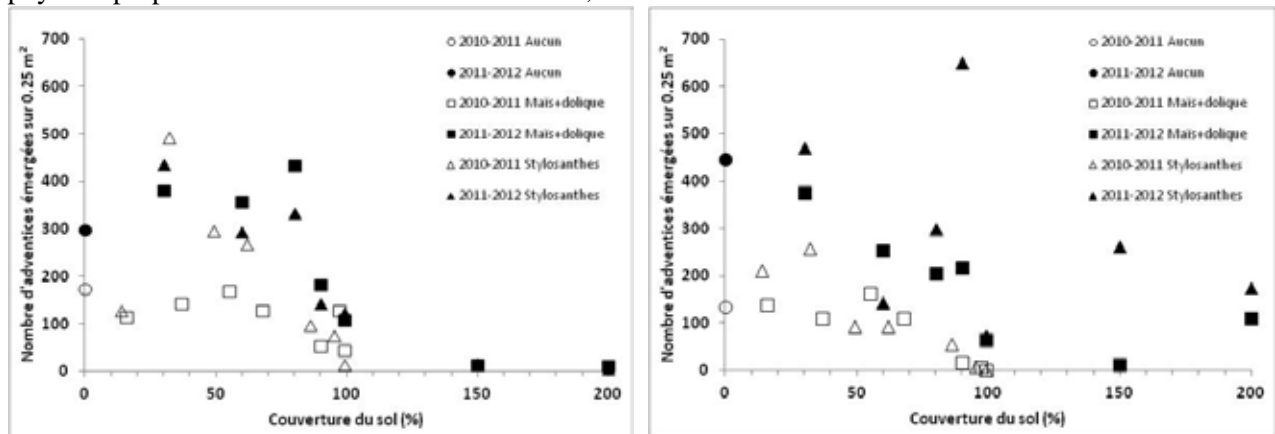 700
600
500
400
300
200
100
0
Nombre d'adventices émergées sur 0.25 m²
2010-2011 Aucun
2011-2012 Aucun
2010-2011 Maïs+dolique
2011-2012 Maïs+dolique
2010-2011 Stylosanthes
2011-2012 Stylosanthes
0 50 100 150 200
Couverture du sol (%)
700
600
500
400
300
200
100
0
Nombre d'adventices émergées sur 0.25 m²
2010-2011 Aucun
2011-2012 Aucun
2010-2011 Maïs+dolique
2011-2012 Maïs+dolique
2010-2011 Stylosanthes
2011-2012 Stylosanthes
0 50 100 150 200
Couverture du sol (%)